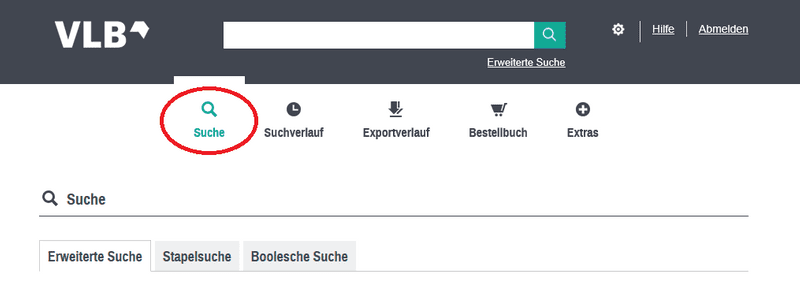 VLB
Hilfe
Abmelden
Erweiterte Suche
Suche
Suchverlauf
Exportverlauf
Bestellbuch
Extras
Suche
Erweiterte Suche
Stapelsuche
Boolesche Suche